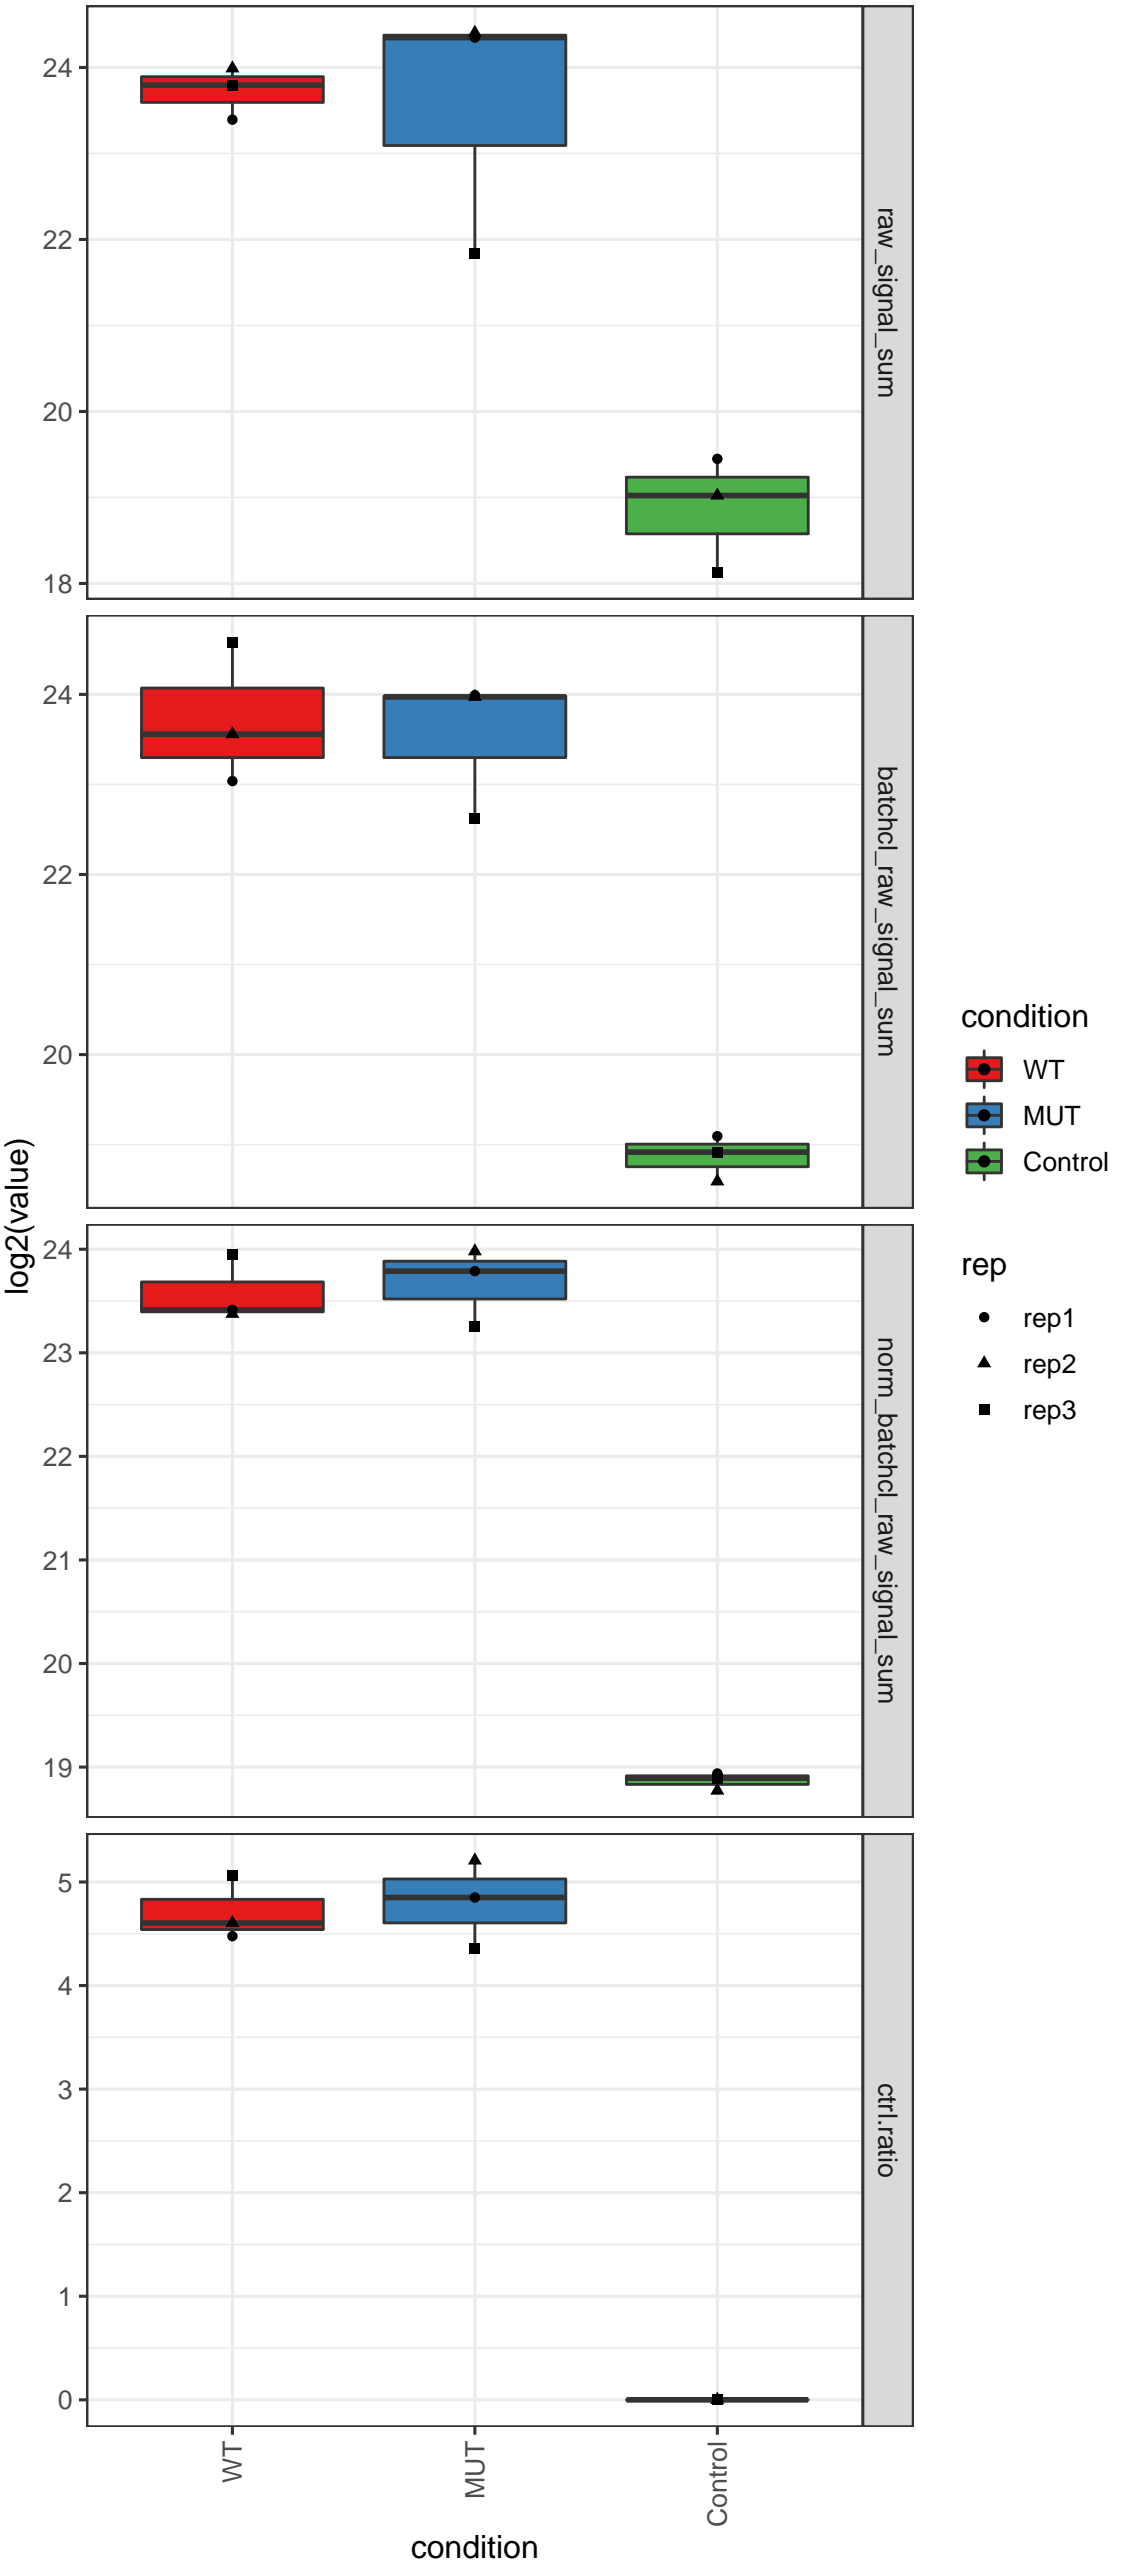 log2(value)
24
22
20
18
raw_signal_sum
24
22
20
batchcl_raw_signal_sum
24
23
22
21
20
19
norm_batchcl_raw_signal_sum
5
4
3
2
1
0
ctrl.ratio
WT
MUT
Control
condition
condition
WT
MUT
Control
rep
rep1
rep2
rep3